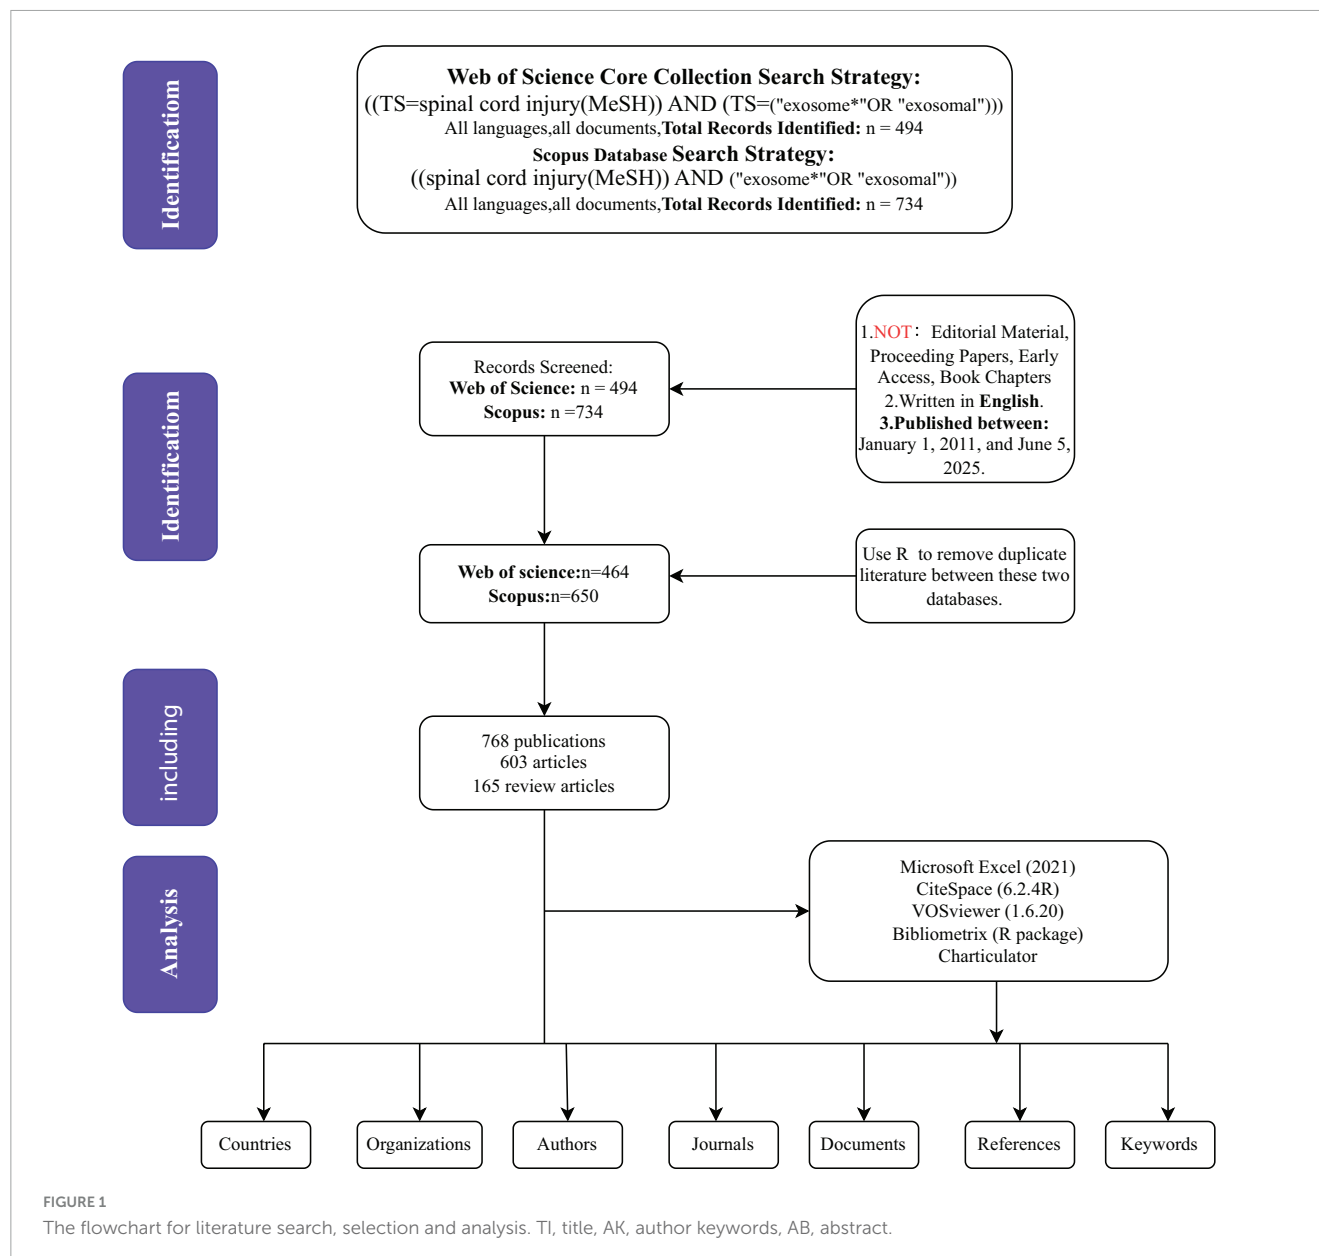 Identification
Web of Science Core Collection Search Strategy:
((TS=spinal cord injury(MeSH)) AND (TS=("exosome*"OR "exosomal")))
All languages,all documents,Total Records Identified: n = 494
Scopus Database Search Strategy:
((spinal cord injury(MeSH)) AND ("exosome*"OR "exosomal"))
All languages,all documents,Total Records Identified: n = 734
Identification
Records Screened:
Web of Science: n = 494
Scopus: n =734
1.NOT： Editorial Material,
Proceeding Papers, Early
Access, Book Chapters
2.Written in English.
3.Published between:
January 1, 2011, and June 5,
2025.
Web of science:n=464
Scopus:n=650
Use R to remove duplicate
literature between these two
databases.
including
768 publications
603 articles
165 review articles
Analysis
Microsoft Excel (2021)
CiteSpace (6.2.4R)
VOSviewer (1.6.20)
Bibliometrix (R package)
Charticulator
Countries
Organizations
Authors
Journals
Documents
References
Keywords
FIGURE 1
The flowchart for literature search, selection and analysis. TI, title, AK, author keywords, AB, abstract.